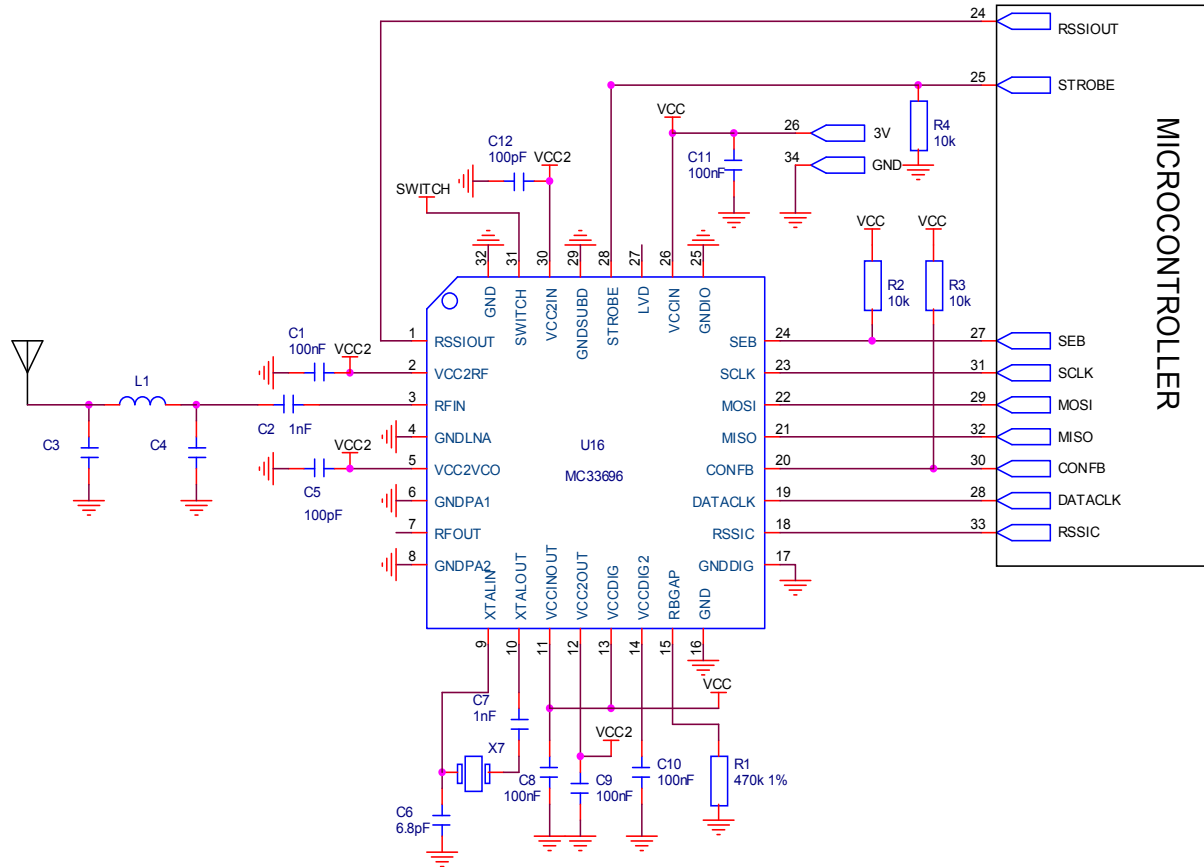 24
RSSIOUT
25
STROBE
VCC
26
3V
R4
10k
C12
100pF
VCC2
C11
100nF
34
GND
MICROCONTROLLER
SWITCH
VCC
VCC
32
31
30
29
28
27
26
25
GND
SWITCH
VCC2IN
GNDSUBD
STROBE
LVD
VCCIN
GNDIO
R2
10k
R3
10k
C1
100nF
VCC2
1
RSSIOUT
SEB
24
27
SEB
2
VCC2RF
SCLK
23
31
SCLK
L1
C2
1nF
3
RFIN
MOSI
22
29
MOSI
C3
C4
4
GNDLNA
U16
MISO
21
32
MISO
VCC2
5
VCC2VCO
MC33696
CONFB
20
30
CONFB
C5
100pF
6
GNDPA1
DATACLK
19
28
DATACLK
7
RFOUT
RSSIC
18
33
RSSIC
8
GNDPA2
GNDDIG
17
XTALIN
XTALOUT
VCCINOUT
VCC2OUT
VCCDIG
VCCDIG2
RBGAP
GND
9
10
11
12
13
14
15
16
C7
1nF
VCC
VCC2
X7
C8
100nF
C9
100nF
C10
100nF
R1
470k 1%
C6
6.8pF